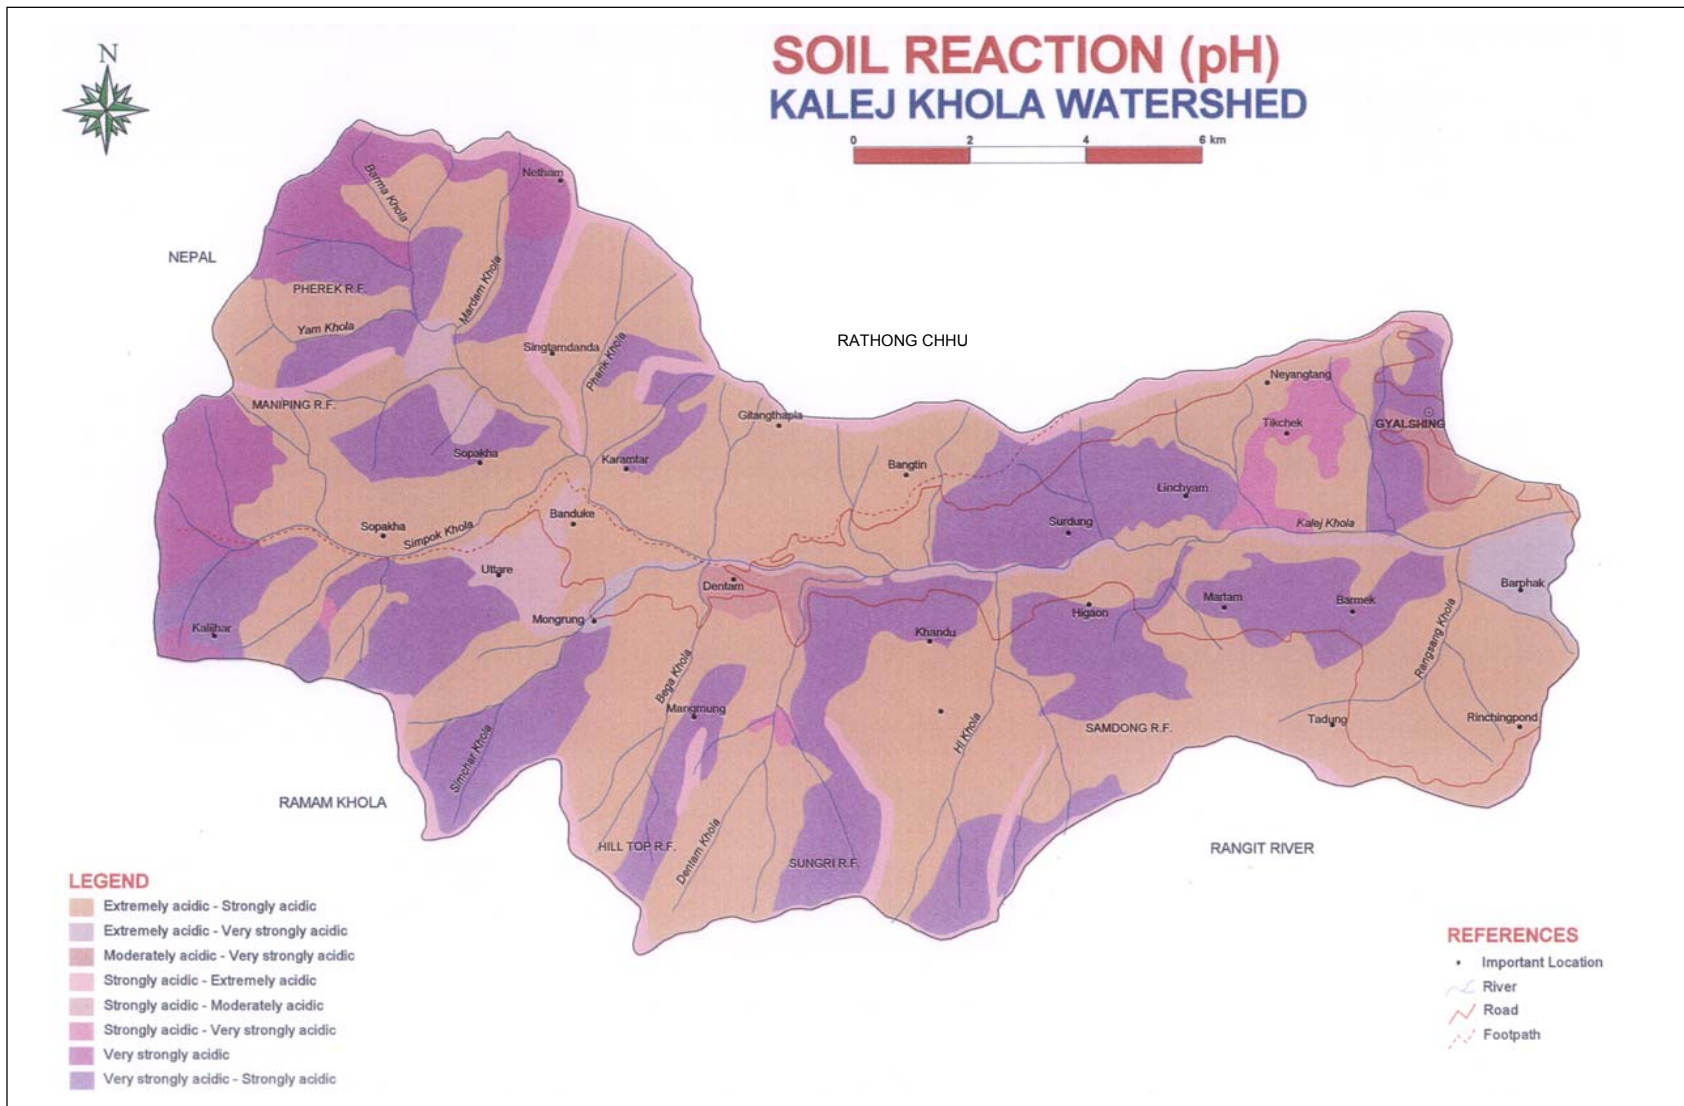 SOIL REACTION (pH)
KALEJ KHOLA WATERSHED
N
0 2 4 6 km
Netham
Barma Khola
NEPAL
PHEREK R.F.
Mardam Khola
Yam Khola
Singtamdanda
Phenk Khola
RATHONG CHHU
Neyangtang
MANIPING R.F.
Gitangthapla
Tikchek
GYALSHING
Sopakha
Karamtar
Bangtin
Linchyam
Sopakha
Simpok Khola
Banduke
Surdung
Kalej Khola
Uttare
Dentam
Barphak
Kalijhar
Mongrung
Khandu
Higaon
Martam
Barmek
Rangsang Khola
Bega Khola
Mangmung
HI Khola
SAMDONG R.F.
Tadung
Rinchingpond
Simchar Khola
RAMAM KHOLA
HILL TOP R.F.
Dentam Khola
SUNGRI R.F.
RANGIT RIVER
LEGEND
Extremely acidic - Strongly acidic
Extremely acidic - Very strongly acidic
Moderately acidic - Very strongly acidic
Strongly acidic - Extremely acidic
Strongly acidic - Moderately acidic
Strongly acidic - Very strongly acidic
Very strongly acidic
Very strongly acidic - Strongly acidic
REFERENCES
Important Location
River
Road
Footpath